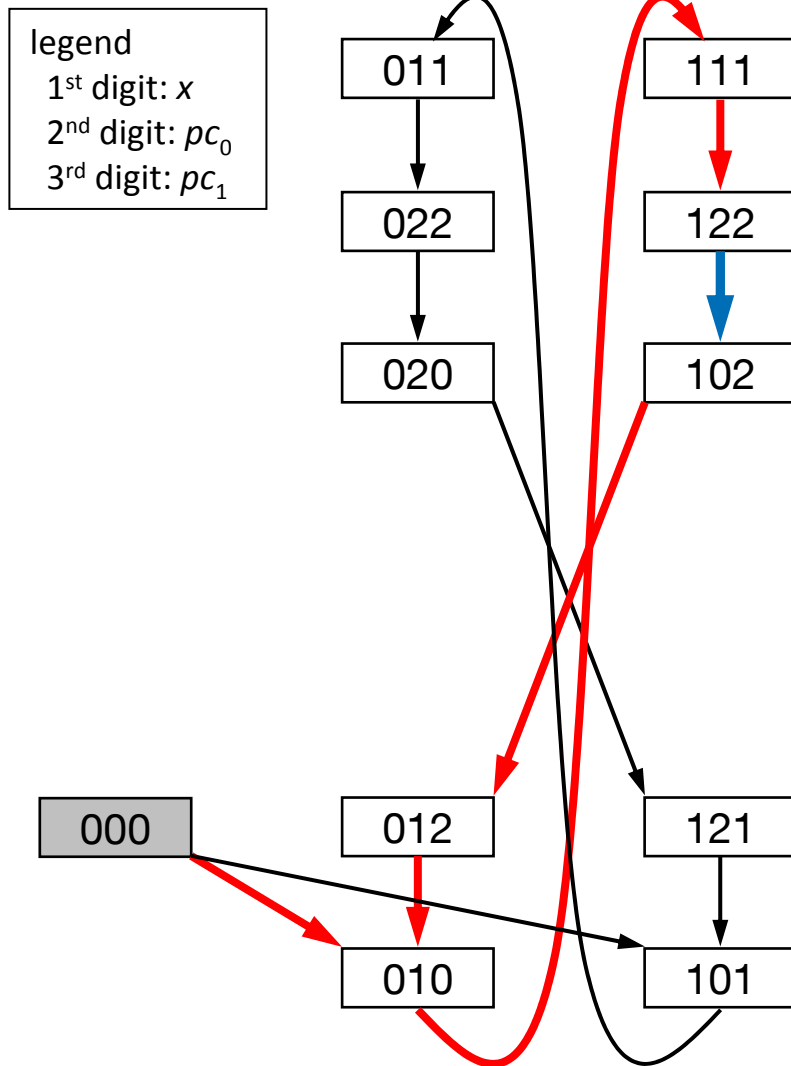 legend
1st digit: x
2nd digit: pc0
3rd digit: pc1
011 111
022 122
020 102
000 012 121
010 101